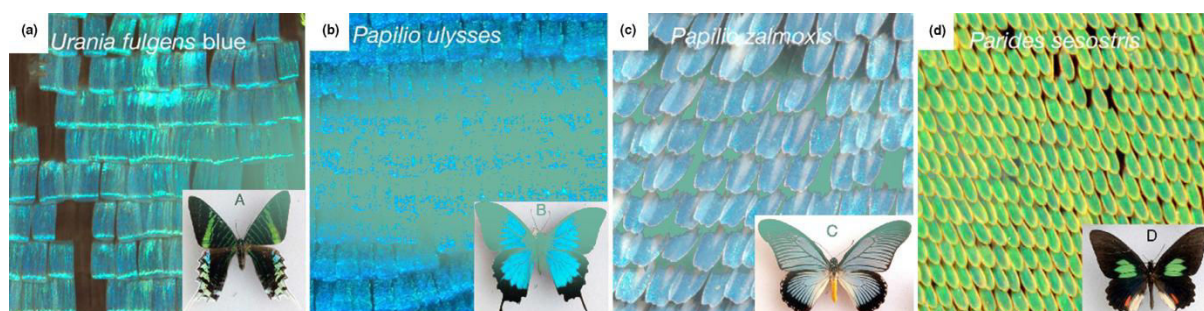 (a) Urania fulgens blue
(b) Papilio ulysses
(c) Papilio zalmoxis
(d) Parides sesostris
A
B
C
D